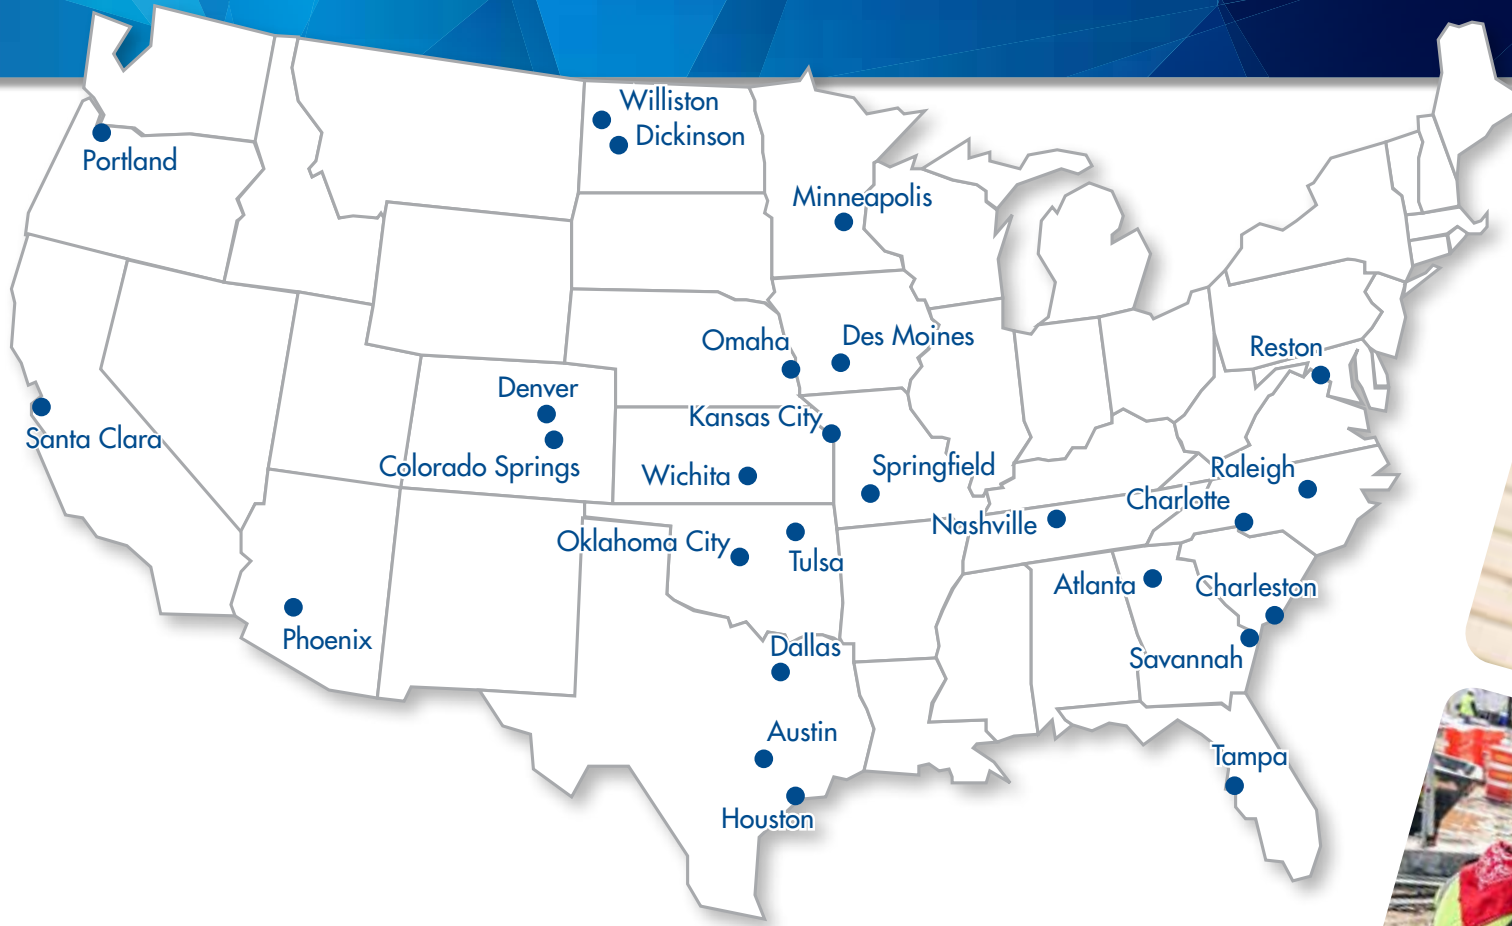 Williston
Dickinson
Portland
Minneapolis
Omaha
Des Moines
Reston
Denver
Kansas City
Santa Clara
Colorado Springs
Wichita
Springfield
Raleigh
Charlotte
Nashville
Oklahoma City
Tulsa
Atlanta
Charleston
Phoenix
Dallas
Savannah
Austin
Tampa
Houston